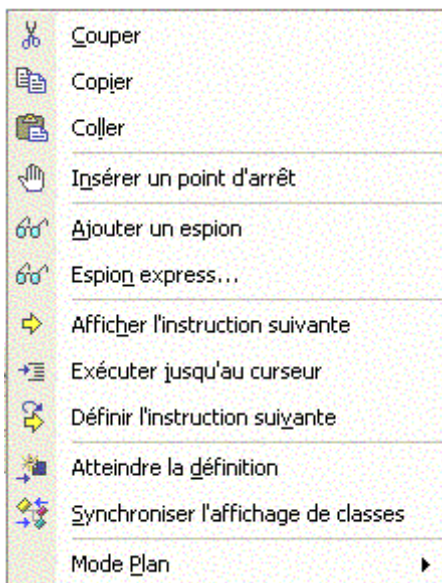 Couper
Copier
Coller
Insérer un point d'arrêt
Ajouter un espion
Espion express...
Afficher l'instruction suivante
Exécuter jusqu'au curseur
Définir l'instruction suivante
Atteindre la définition
Synchroniser l'affichage de classes
Mode Plan